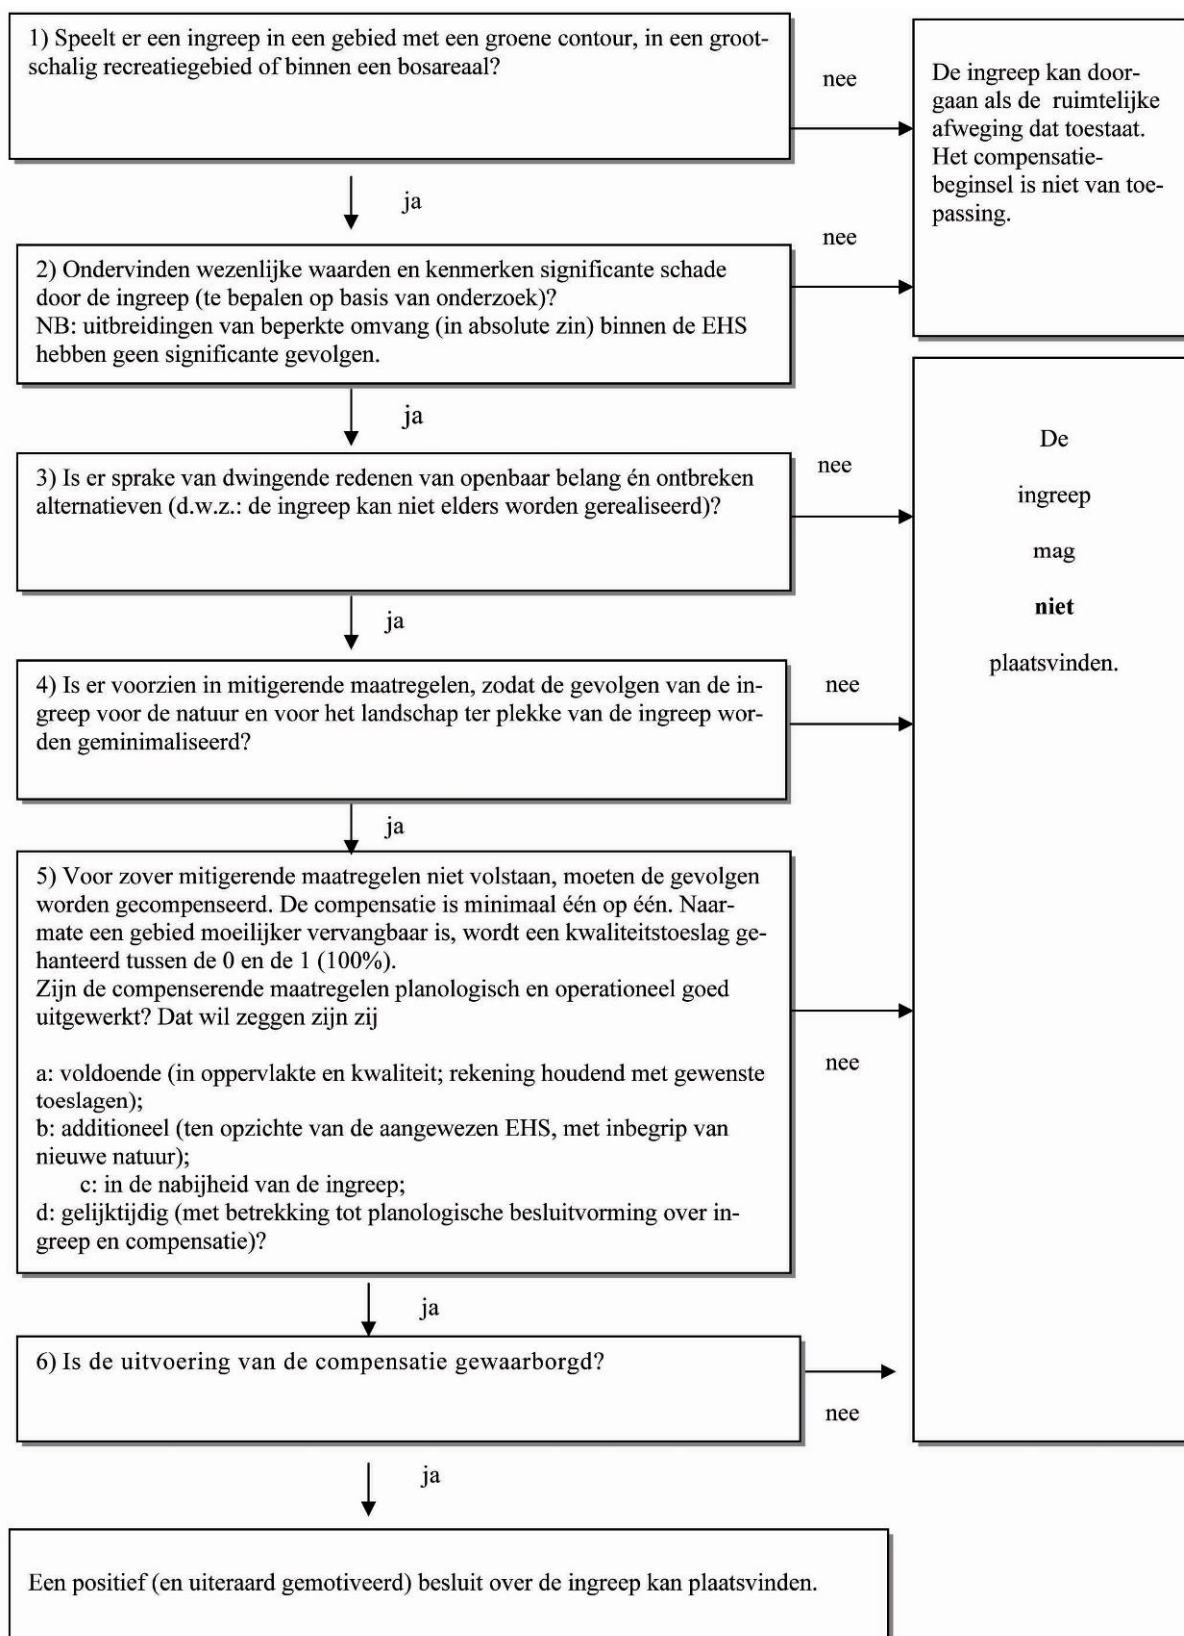 1) Speelt er een ingreep in een gebied met een groene contour, in een groot-
schalig recreatiegebied of binnen een bosareaal?
nee
De ingreep kan door-
gaan als de ruimtelijke
afweging dat toestaat.
Het compensatie-
beginsel is niet van toe-
passing.
ja
nee
2) Ondervinden wezenlijke waarden en kenmerken significante schade
door de ingreep (te bepalen op basis van onderzoek)?
NB: uitbreidingen van beperkte omvang (in absolute zin) binnen de EHS
hebben geen significante gevolgen.
ja
3) Is er sprake van dwingende redenen van openbaar belang én ontbreken
alternatieven (d.w.z.: de ingreep kan niet elders worden gerealiseerd)?
nee
De
ingreep
mag
niet
plaatsvinden.
ja
4) Is er voorzien in mitigerende maatregelen, zodat de gevolgen van de in-
greep voor de natuur en voor het landschap ter plekke van de ingreep wor-
den geminimaliseerd?
nee
ja
5) Voor zover mitigerende maatregelen niet volstaan, moeten de gevolgen
worden gecompenseerd. De compensatie is minimaal één op één. Naar-
mate een gebied moeilijker vervangbaar is, wordt een kwaliteitstoeslag ge-
hanteerd tussen de 0 en de 1 (100%).
Zijn de compenserende maatregelen planologisch en operationeel goed
uitgewerkt? Dat wil zeggen zijn zij
a: voldoende (in oppervlakte en kwaliteit; rekening houdend met gewenste
toeslagen);
b: additioneel (ten opzichte van de aangewezen EHS, met inbegrip van
nieuwe natuur);
c: in de nabijheid van de ingreep;
d: gelijktijdig (met betrekking tot planologische besluitvorming over in-
greep en compensatie)?
nee
ja
6) Is de uitvoering van de compensatie gewaarborgd?
nee
ja
Een positief (en uiteraard gemotiveerd) besluit over de ingreep kan plaatsvinden.